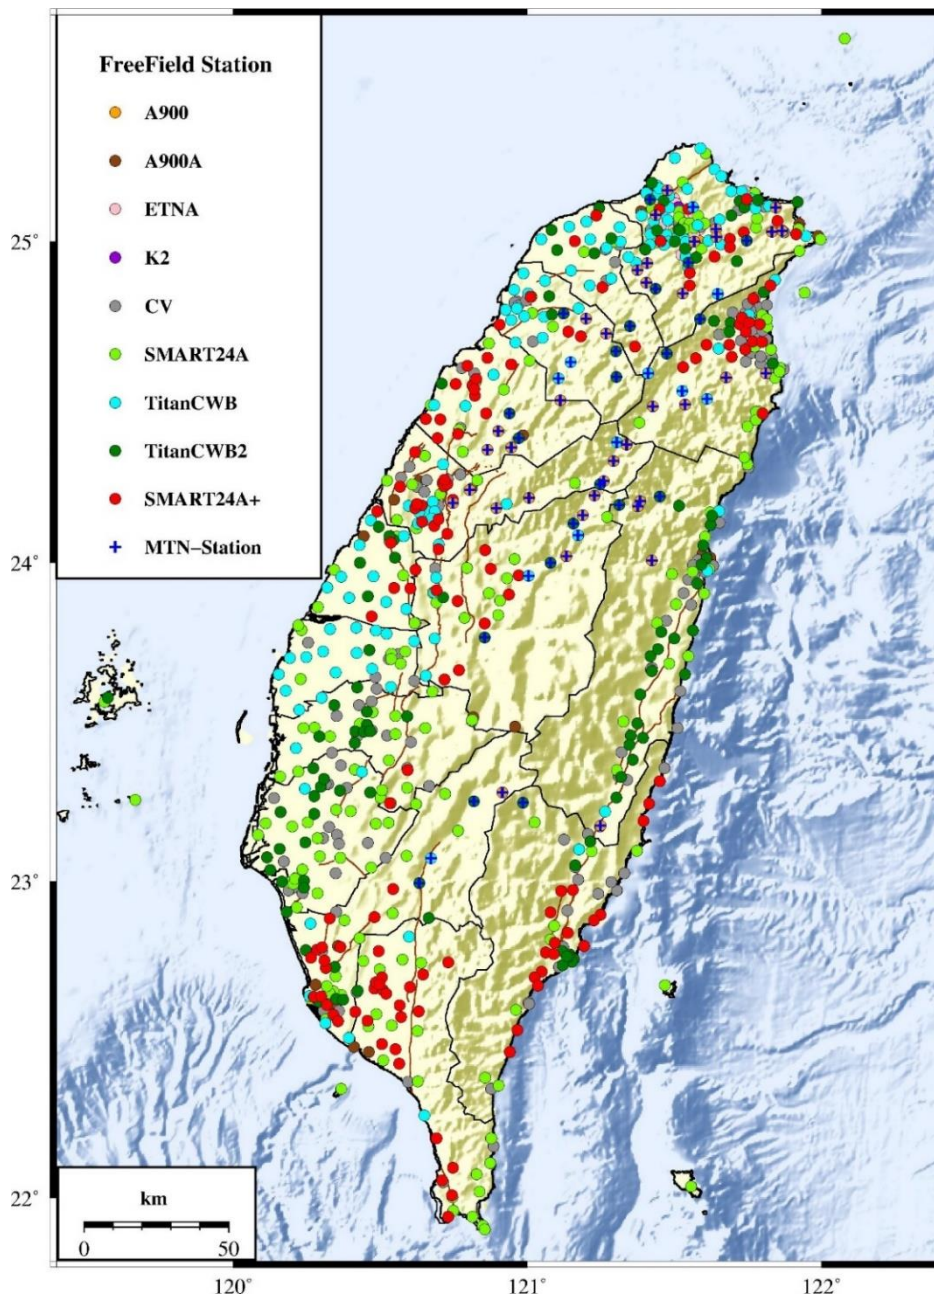 FreeField Station
A900
A900A
ETNA
K2
CV
SMART24A
TitanCWB
TitanCWB2
SMART24A+
MTN−Station
25˚
24˚
23˚
22˚
km
0 50
120˚ 121˚ 122˚